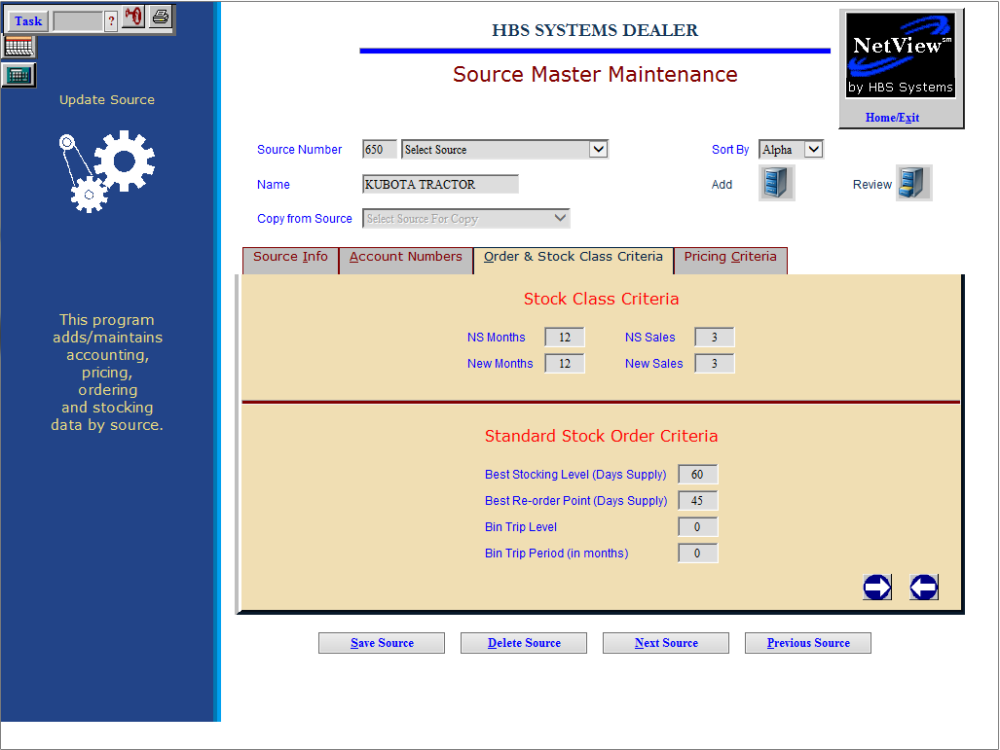 Task ?
HBS SYSTEMS DEALER
Source Master Maintenance
NetView℠
by HBS Systems
Home/Exit
Update Source
This program
adds/maintains
accounting,
pricing,
ordering
and stocking
data by source.
Source Number 650 Select Source Sort By Alpha
Name KUBOTA TRACTOR Add Review
Copy from Source Select Source For Copy
Source Info Account Numbers Order & Stock Class Criteria Pricing Criteria
Stock Class Criteria
NS Months 12 NS Sales 3
New Months 12 New Sales 3
Standard Stock Order Criteria
Best Stocking Level (Days Supply) 60
Best Re-order Point (Days Supply) 45
Bin Trip Level 0
Bin Trip Period (in months) 0
Save Source Delete Source Next Source Previous Source